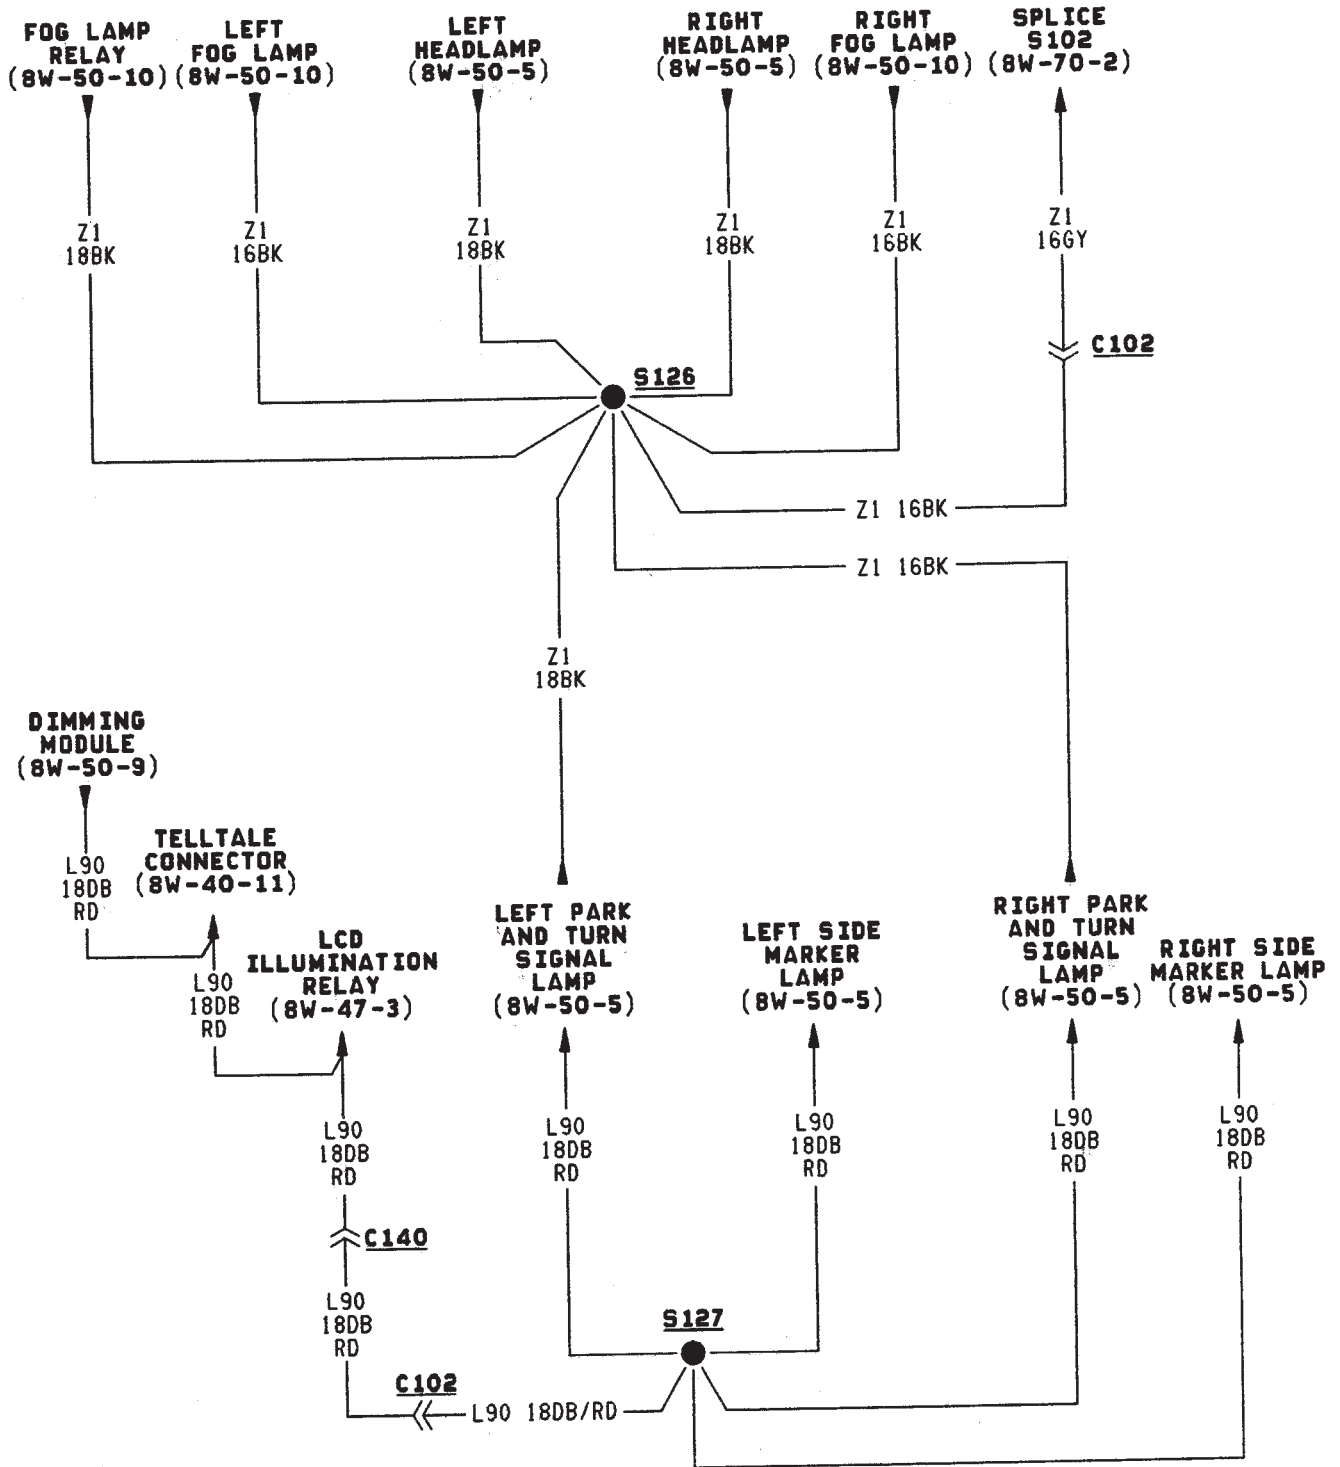 FOG LAMP
RELAY
(8W-50-10)
LEFT
FOG LAMP
(8W-50-10)
LEFT
HEADLAMP
(8W-50-5)
RIGHT
HEADLAMP
(8W-50-5)
RIGHT
FOG LAMP
(8W-50-10)
SPLICE
S102
(8W-70-2)
Z1
18BK
Z1
16BK
Z1
18BK
Z1
18BK
Z1
16BK
Z1
16GY
C102
S126
Z1 16BK
Z1 16BK
Z1
18BK
DIMMING
MODULE
(8W-50-9)
L90
18DB
RD
TELLTALE
CONNECTOR
(8W-40-11)
L90
18DB
RD
LCD
ILLUMINATION
RELAY
(8W-47-3)
LEFT PARK
AND TURN
SIGNAL
LAMP
(8W-50-5)
LEFT SIDE
MARKER
LAMP
(8W-50-5)
RIGHT PARK
AND TURN
SIGNAL
LAMP
(8W-50-5)
RIGHT SIDE
MARKER LAMP
(8W-50-5)
L90
18DB
RD
L90
18DB
RD
L90
18DB
RD
L90
18DB
RD
L90
18DB
RD
C140
L90
18DB
RD
S127
C102
L90 18DB/RD